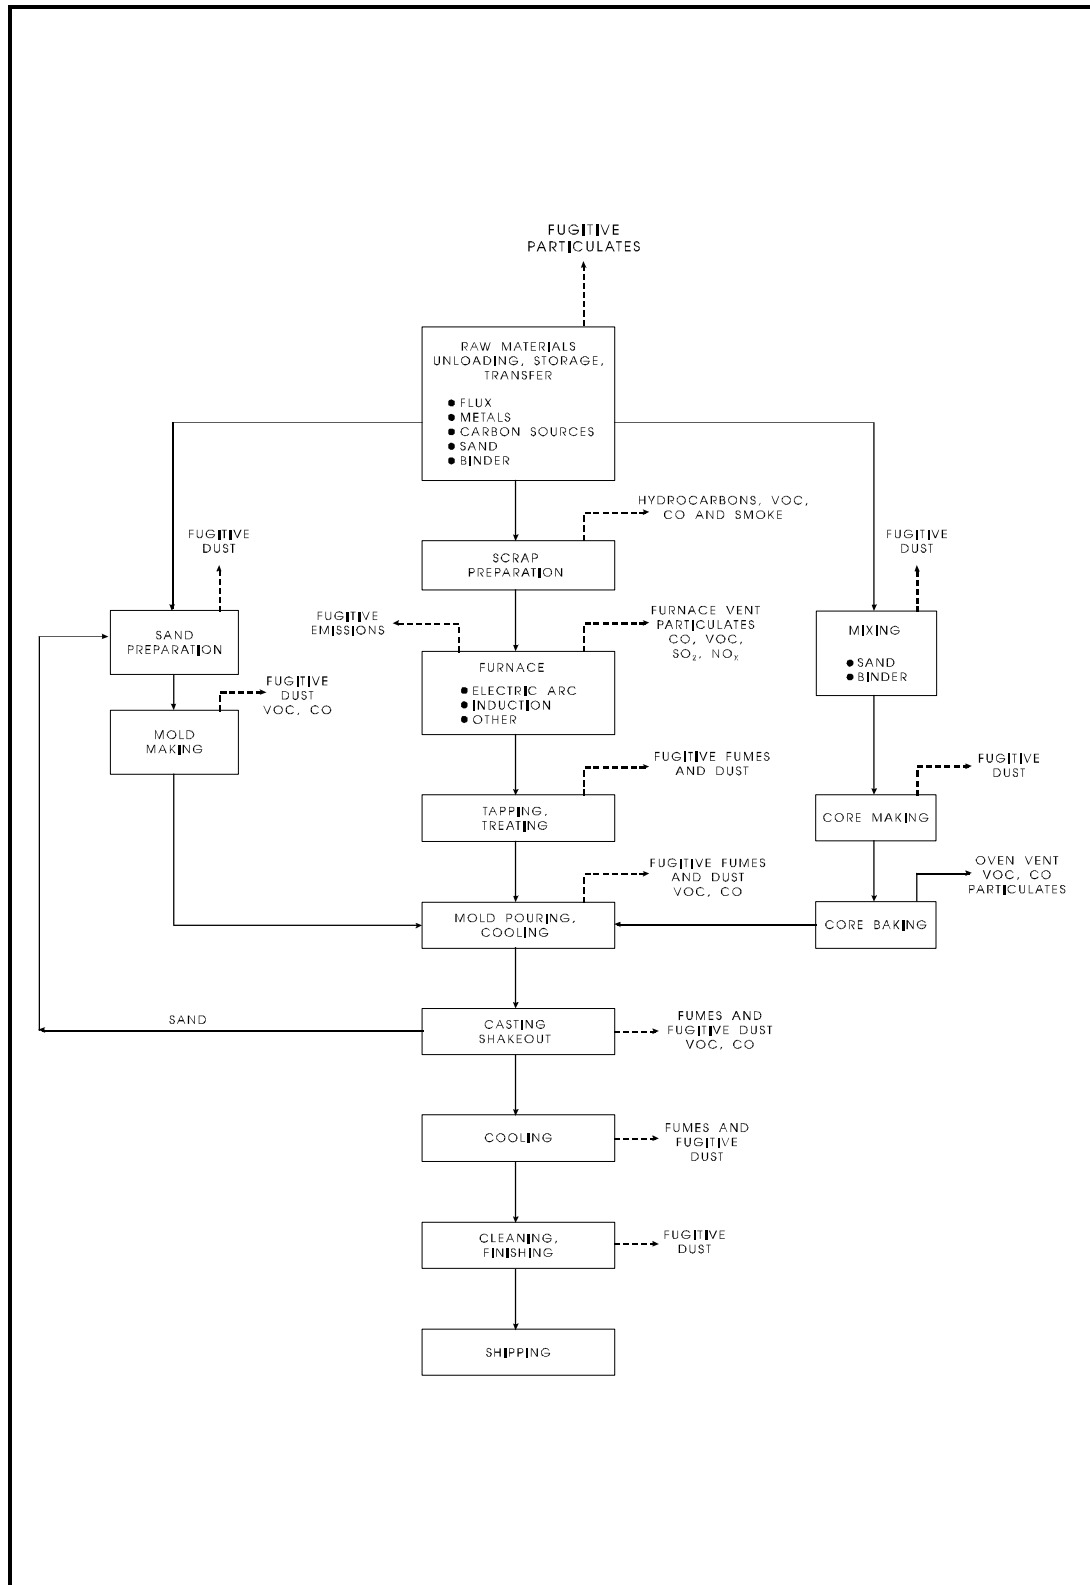 FUGITIVE
PARTICULATES
RAW MATERIALS
UNLOADING, STORAGE,
TRANSFER
● FLUX
● METALS
● CARBON SOURCES
● SAND
● BINDER
HYDROCARBONS, VOC,
CO AND SMOKE
FUGITIVE
DUST
FUGITIVE
DUST
SCRAP
PREPARATION
FUGITIVE
EMISSIONS
FURNACE VENT
PARTICULATES
CO, VOC,
SO₂, NOₓ
SAND
PREPARATION
MIXING
● SAND
● BINDER
FURNACE
● ELECTRIC ARC
● INDUCTION
● OTHER
FUGITIVE
DUST
VOC, CO
MOLD
MAKING
FUGITIVE FUMES
AND DUST
FUGITIVE
DUST
TAPPING,
TREATING
CORE MAKING
FUGITIVE FUMES
AND DUST
VOC, CO
OVEN VENT
VOC, CO
PARTICULATES
MOLD POURING,
COOLING
CORE BAKING
SAND
CASTING
SHAKEOUT
FUMES AND
FUGITIVE DUST
VOC, CO
COOLING
FUMES AND
FUGITIVE
DUST
CLEANING,
FINISHING
FUGITIVE
DUST
SHIPPING